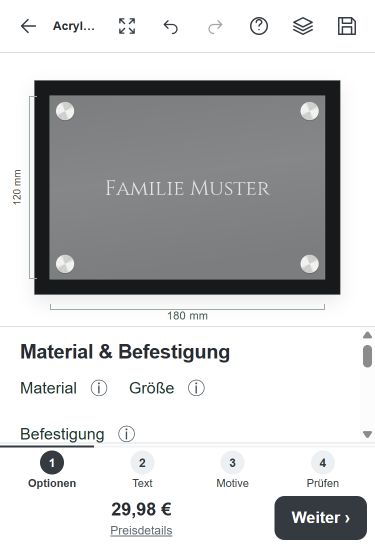 Acryl...
FAMILIE MUSTER
120 mm
180 mm
Material & Befestigung
Material ⓘ Größe ⓘ
Befestigung ⓘ
1 2 3 4
Optionen Text Motive Prüfen
29,98 €
Preisdetails
Weiter ›